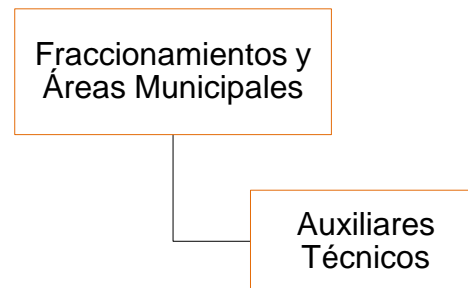 Fraccionamientos y
Áreas Municipales
Auxiliares
Técnicos